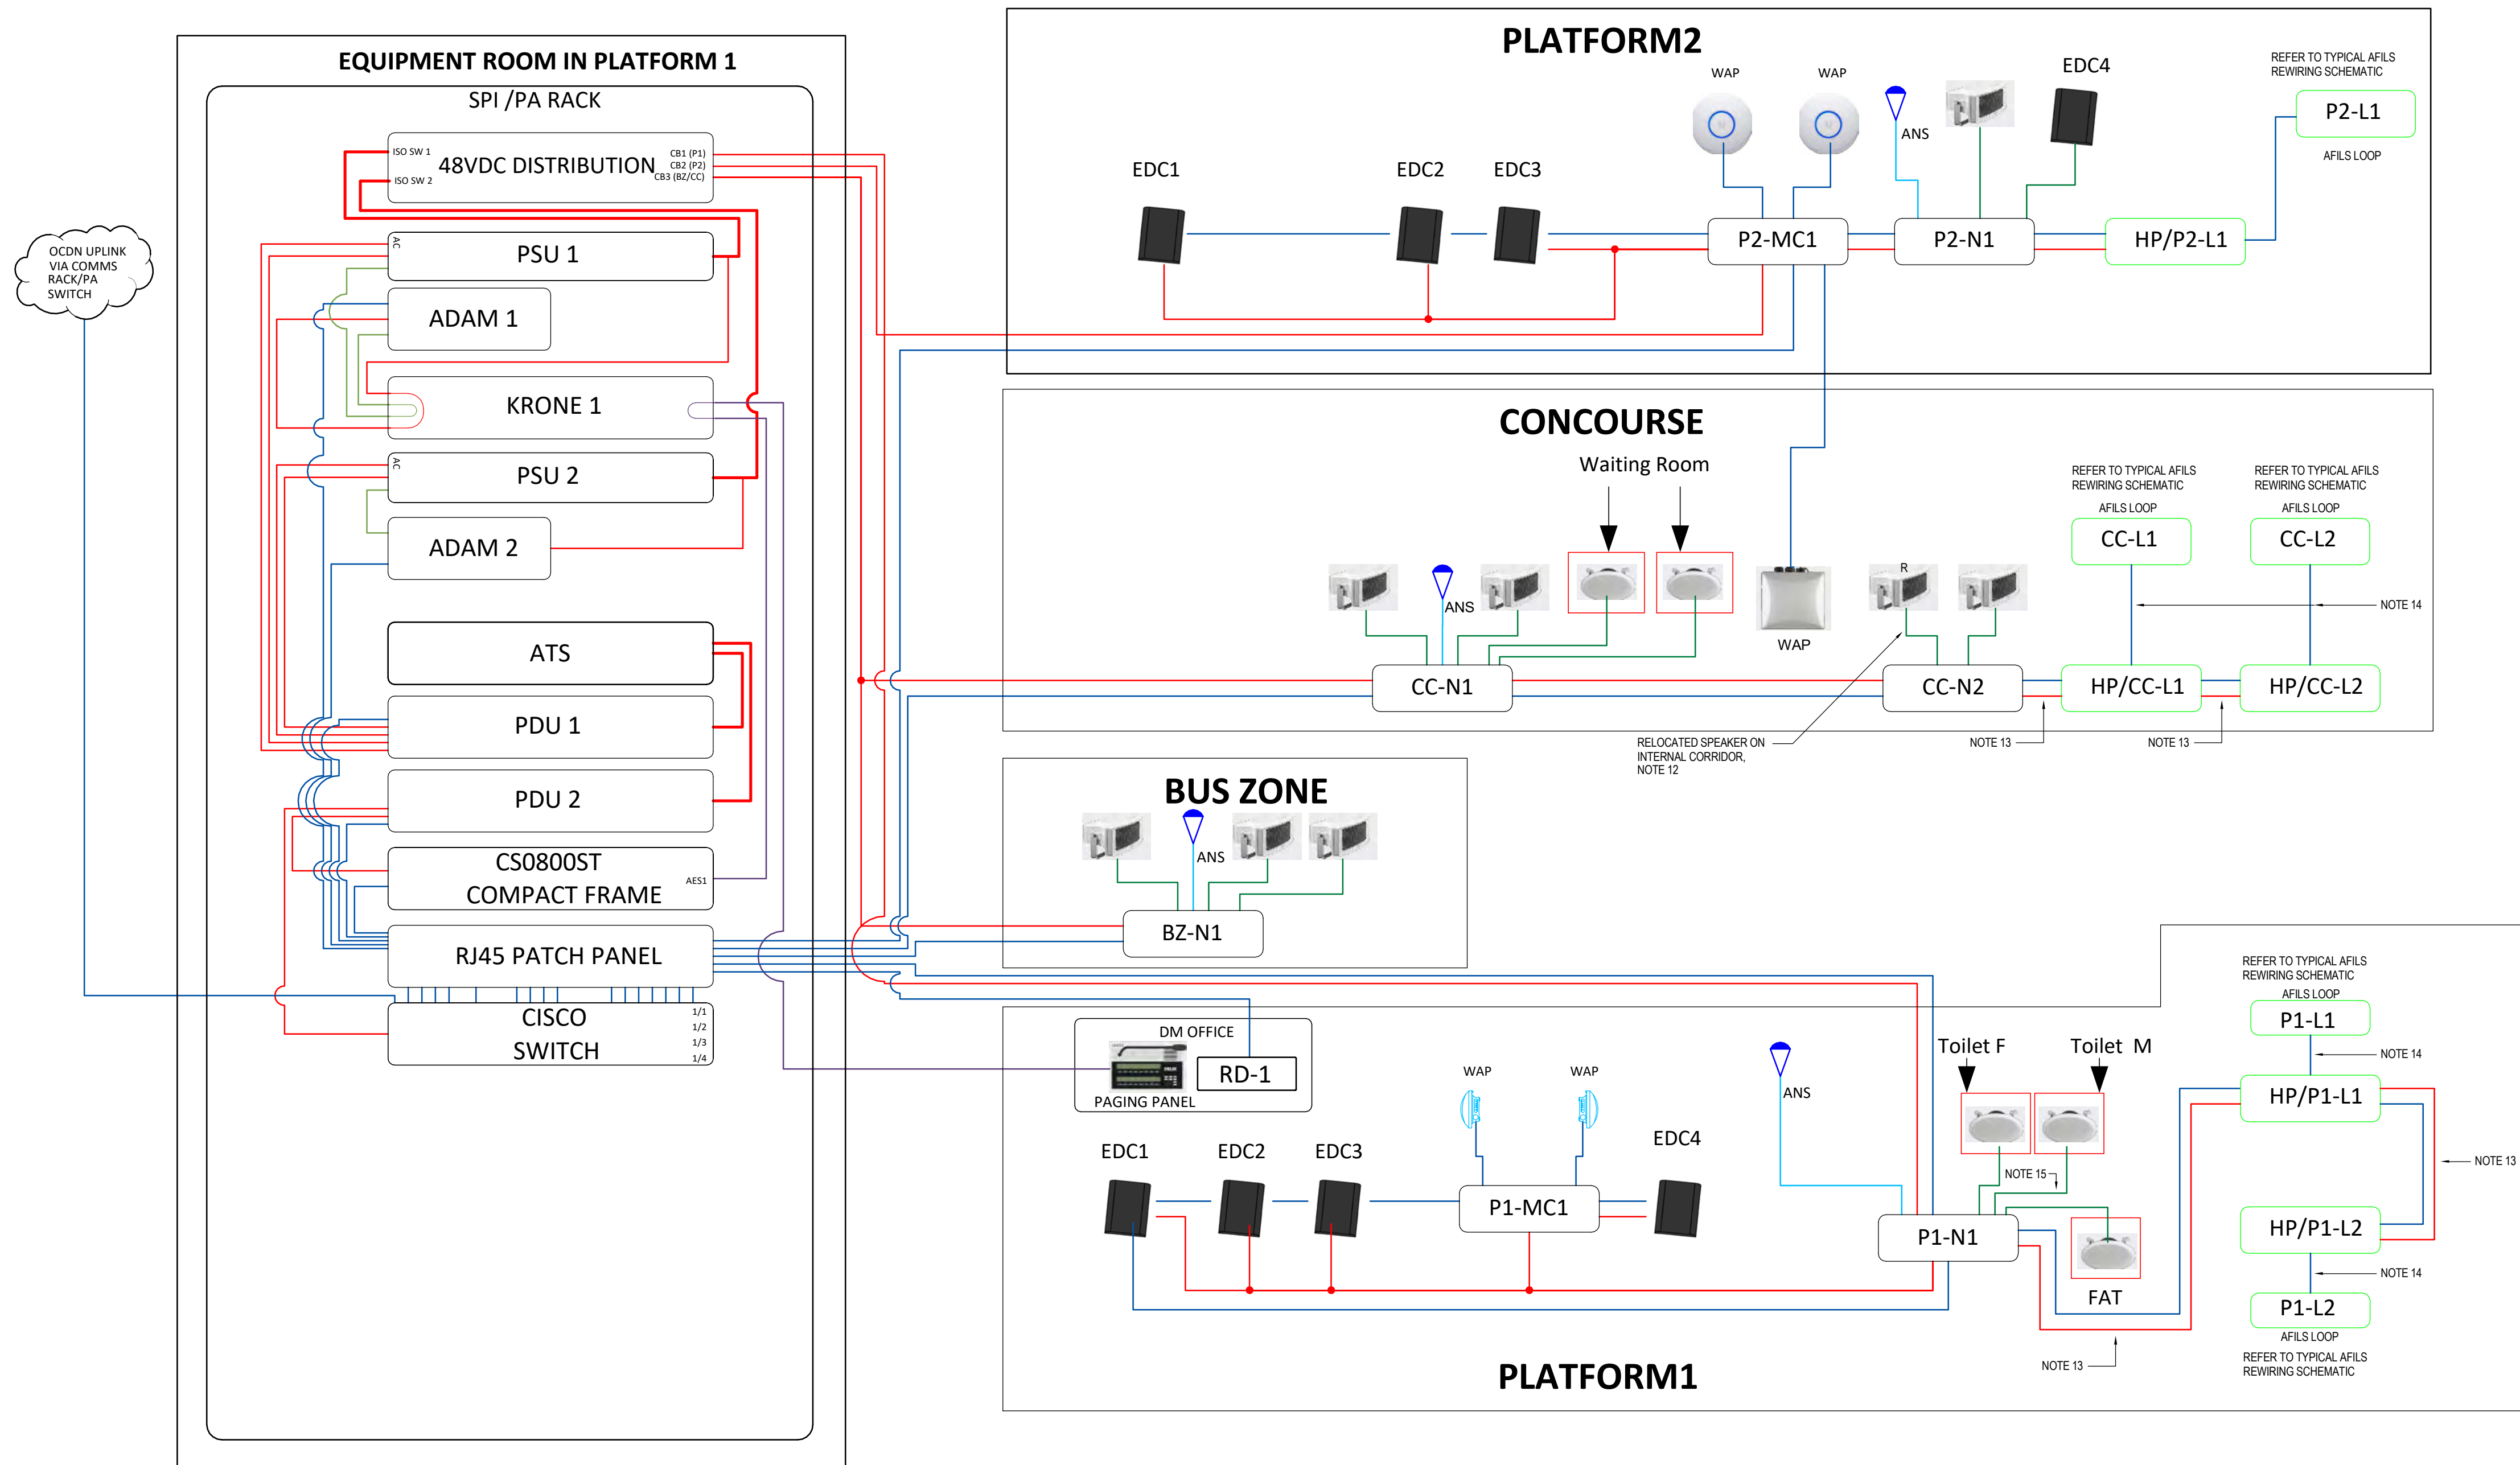 EQUIPMENT ROOM IN PLATFORM 1
SPI /PA RACK
ISO SW 1
ISO SW 2
48VDC DISTRIBUTION
CB1 (P1)
CB2 (P2)
CB3 (BZ/CC)
AC
PSU 1
ADAM 1
KRONE 1
AC
PSU 2
ADAM 2
ATS
PDU 1
PDU 2
CS0800ST
COMPACT FRAME
AES1
RJ45 PATCH PANEL
CISCO
SWITCH
1/1
1/2
1/3
1/4
OCDN UPLINK
VIA COMMS
RACK/PA
SWITCH
PLATFORM2
WAP
WAP
ANS
EDC4
REFER TO TYPICAL AFILS
REWIRING SCHEMATIC
P2-L1
AFILS LOOP
EDC1
EDC2
EDC3
P2-MC1
P2-N1
HP/P2-L1
CONCOURSE
Waiting Room
ANS
WAP
R
REFER TO TYPICAL AFILS
REWIRING SCHEMATIC
AFILS LOOP
CC-L1
REFER TO TYPICAL AFILS
REWIRING SCHEMATIC
AFILS LOOP
CC-L2
NOTE 14
CC-N1
CC-N2
HP/CC-L1
HP/CC-L2
RELOCATED SPEAKER ON
INTERNAL CORRIDOR,
NOTE 12
NOTE 13
NOTE 13
BUS ZONE
ANS
BZ-N1
DM OFFICE
RD-1
PAGING PANEL
WAP
WAP
ANS
Toilet F
Toilet M
NOTE 15
EDC1
EDC2
EDC3
P1-MC1
EDC4
P1-N1
FAT
NOTE 13
REFER TO TYPICAL AFILS
REWIRING SCHEMATIC
AFILS LOOP
P1-L1
NOTE 14
HP/P1-L1
NOTE 13
HP/P1-L2
NOTE 14
P1-L2
AFILS LOOP
REFER TO TYPICAL AFILS
REWIRING SCHEMATIC
PLATFORM1